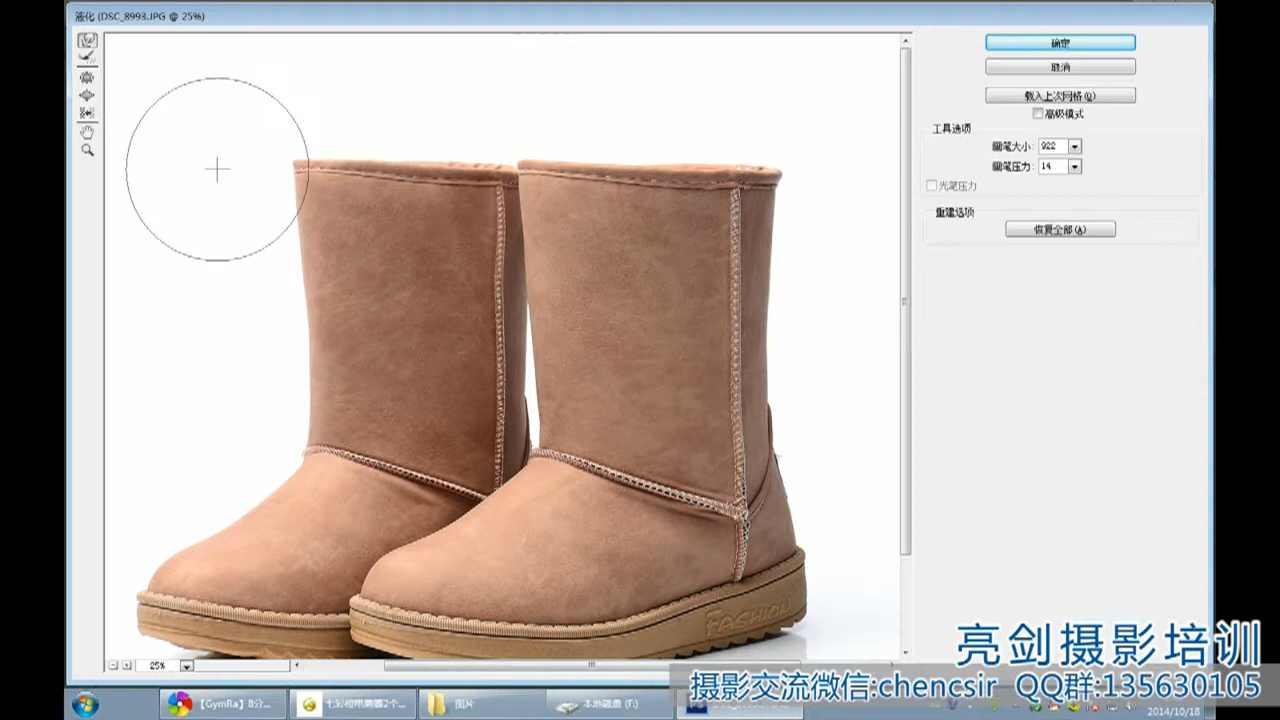 液化 (DSC_8993.JPG @ 25%)
确定
取消
载入上次网格(Q)
高级模式
工具选项
画笔大小: 922
画笔压力: 14
光笔压力
重建选项
恢复全部(A)
FASHION
25%
亮剑摄影培训
摄影交流微信:chencsir QQ群:135630105
【GymRa】8分...
图片
本地磁盘 (F:)
2014/10/18